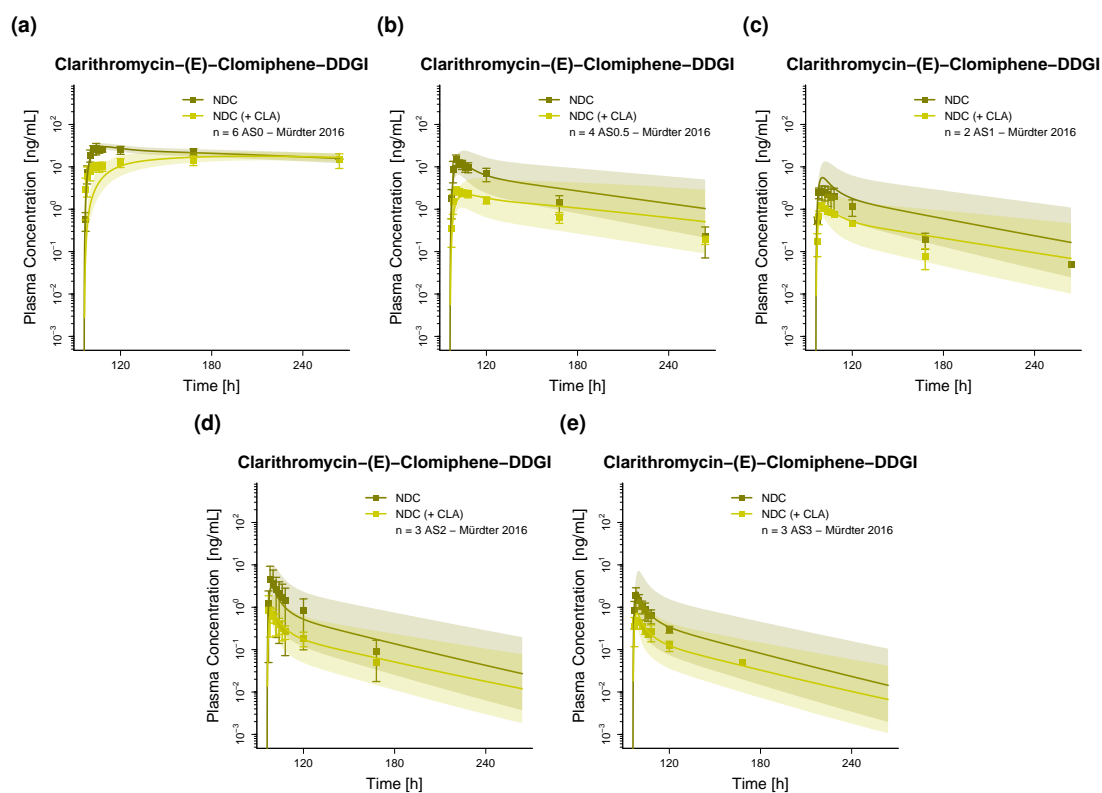 (a)
Clarithromycin−(E)−Clomiphene−DDGI
NDC
NDC (+ CLA)
n = 6 AS0 − Mürdter 2016
Plasma Concentration [ng/mL]
10²
10¹
10⁰
10⁻¹
10⁻²
10⁻³
120
180
240
Time [h]
(b)
Clarithromycin−(E)−Clomiphene−DDGI
NDC
NDC (+ CLA)
n = 4 AS0.5 − Mürdter 2016
Plasma Concentration [ng/mL]
10²
10¹
10⁰
10⁻¹
10⁻²
10⁻³
120
180
240
Time [h]
(c)
Clarithromycin−(E)−Clomiphene−DDGI
NDC
NDC (+ CLA)
n = 2 AS1 − Mürdter 2016
Plasma Concentration [ng/mL]
10²
10¹
10⁰
10⁻¹
10⁻²
10⁻³
120
180
240
Time [h]
(d)
Clarithromycin−(E)−Clomiphene−DDGI
NDC
NDC (+ CLA)
n = 3 AS2 − Mürdter 2016
Plasma Concentration [ng/mL]
10²
10¹
10⁰
10⁻¹
10⁻²
10⁻³
120
180
240
Time [h]
(e)
Clarithromycin−(E)−Clomiphene−DDGI
NDC
NDC (+ CLA)
n = 3 AS3 − Mürdter 2016
Plasma Concentration [ng/mL]
10²
10¹
10⁰
10⁻¹
10⁻²
10⁻³
120
180
240
Time [h]